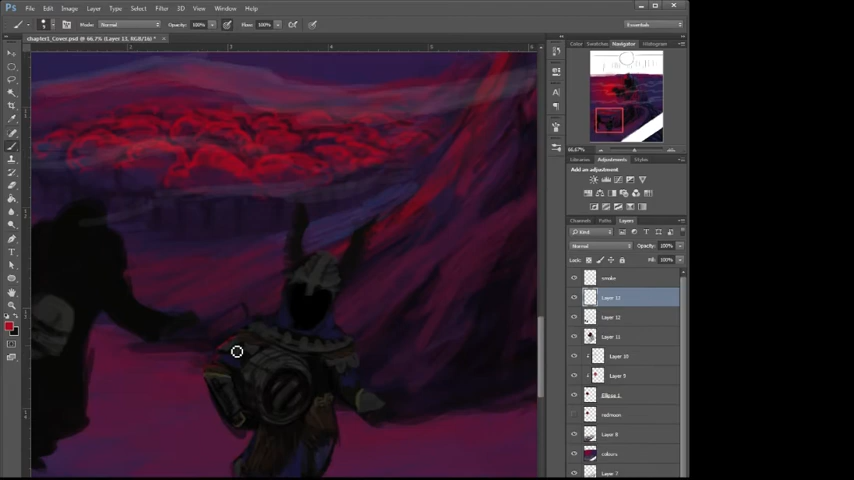 Ps File Edit Image Layer Type Select Filter 3D View Window Help
Mode: Normal Opacity: 100% Flow: 100% Essentials
chapter1_Cover.psd @ 66.7% (Layer 13, RGB/16) *
Color Swatches Navigator Histogram
66.67%
Libraries Adjustments Styles
Add an adjustment
Channels Paths Layers
Kind
Normal Opacity: 100%
Lock: Fill: 100%
smoke
Layer 13
Layer 12
Layer 11
Layer 10
Layer 9
Ellipse 1
redmoon
Layer 8
colours
Layer 7